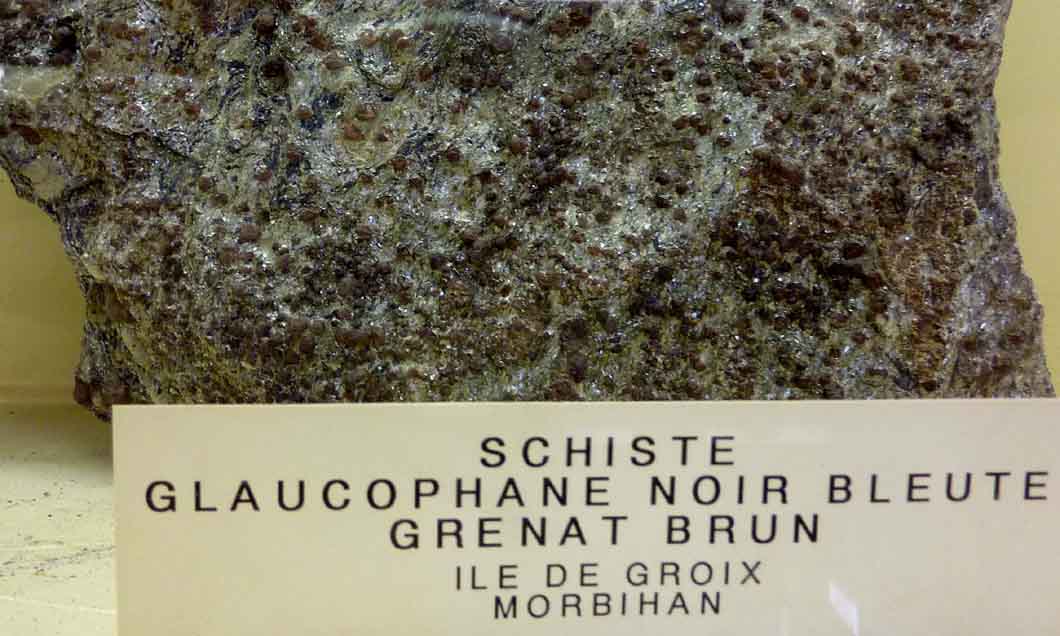 SCHISTE
GLAUCOPHANE NOIR BLEUTE
GRENAT BRUN
ILE DE GROIX
MORBIHAN